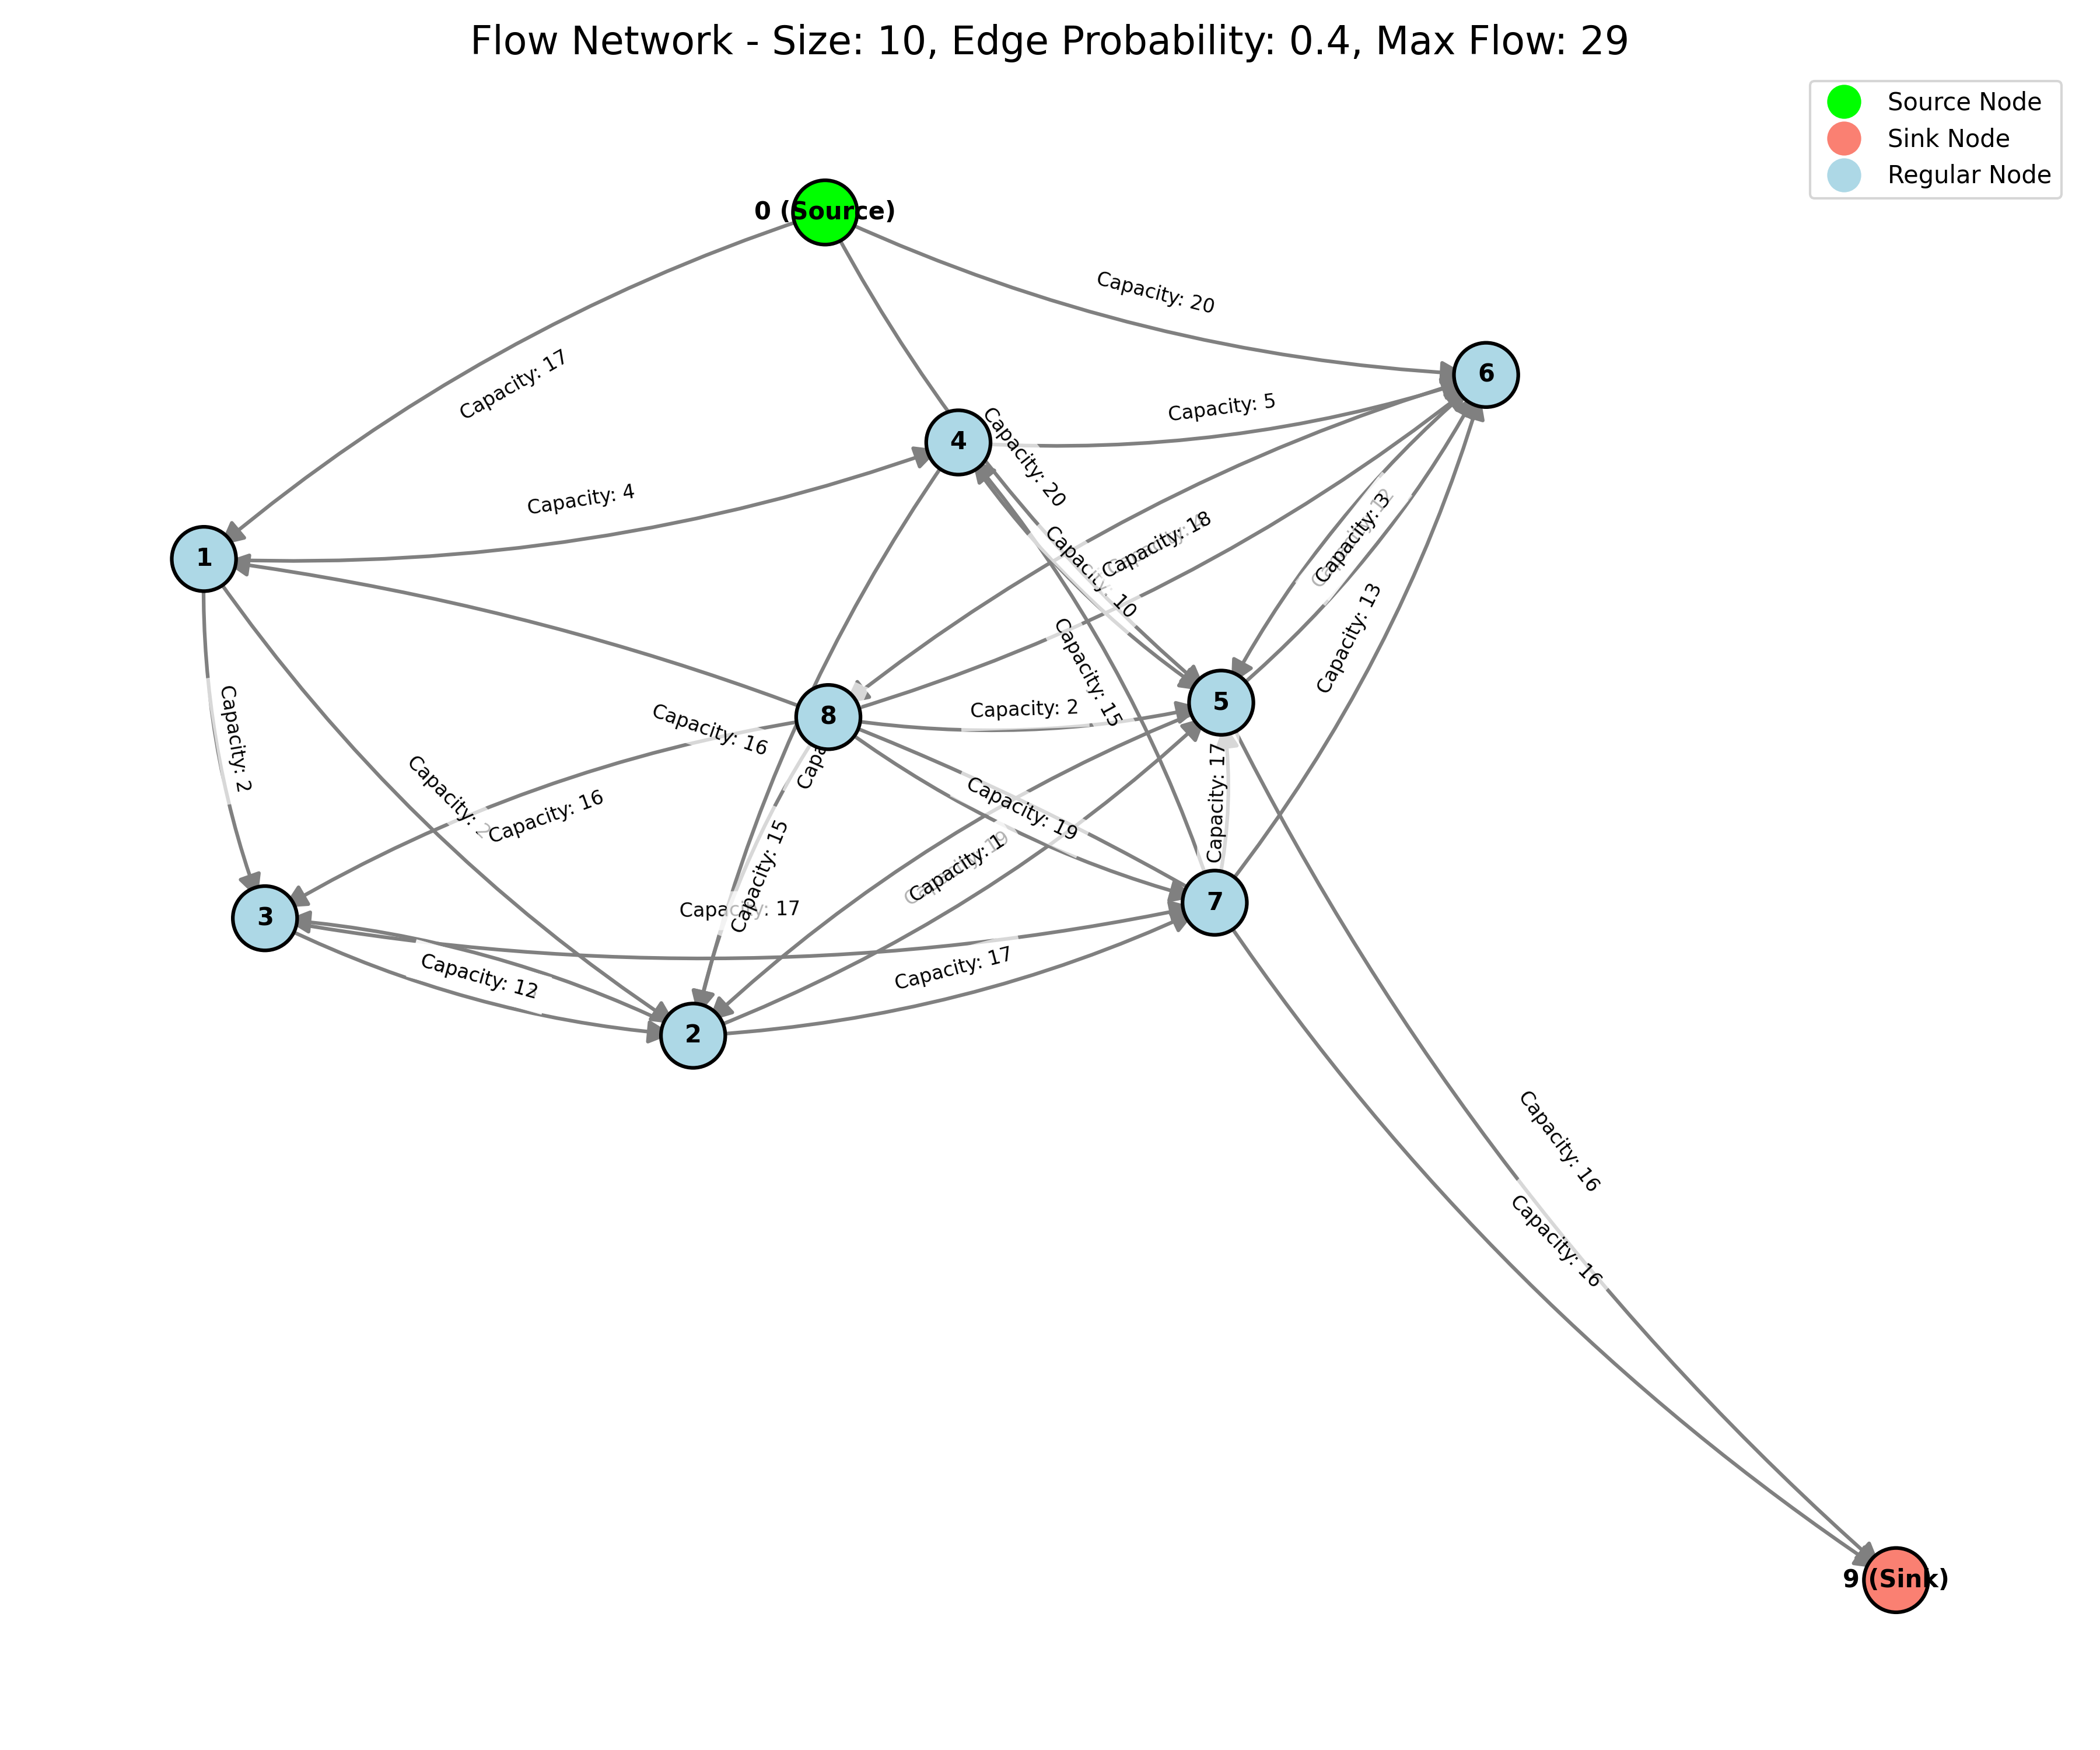 Flow Network - Size: 10, Edge Probability: 0.4, Max Flow: 29
Source Node
Sink Node
Regular Node
0 (Source)
Capacity: 20
Capacity: 17
6
Capacity: 5
4
Capacity: 20
Capacity: 4
Capacity: 3
Capacity: 18
1
Capacity: 10
Capacity: 13
Capacity: 15
5
Capacity: 2
8
Capacity: 16
Capacity: 2
Capacity: 17
Capacity: 19
Capacity: 2
Capacity: 16
Capacity: 15
Capacity: 1
7
3
Capacity: 17
Capacity: 17
Capacity: 12
2
Capacity: 16
Capacity: 16
9 (Sink)